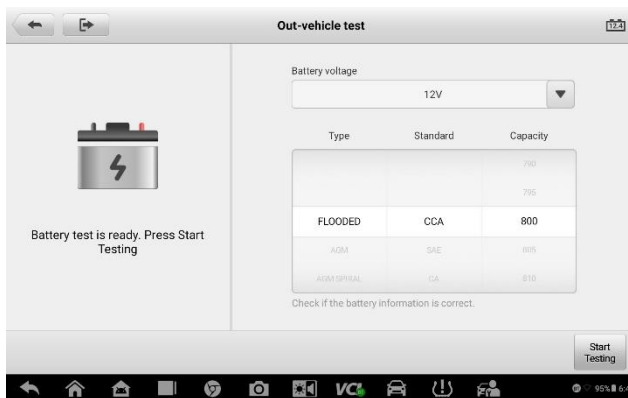 Out-vehicle test
12.4
Battery voltage
12V
Type Standard Capacity
790
795
FLOODED CCA 800
AGM SAE 805
AGM SPIRAL CA 810
Battery test is ready. Press Start
Testing
Check if the battery information is correct.
Start
Testing
VCI
95%